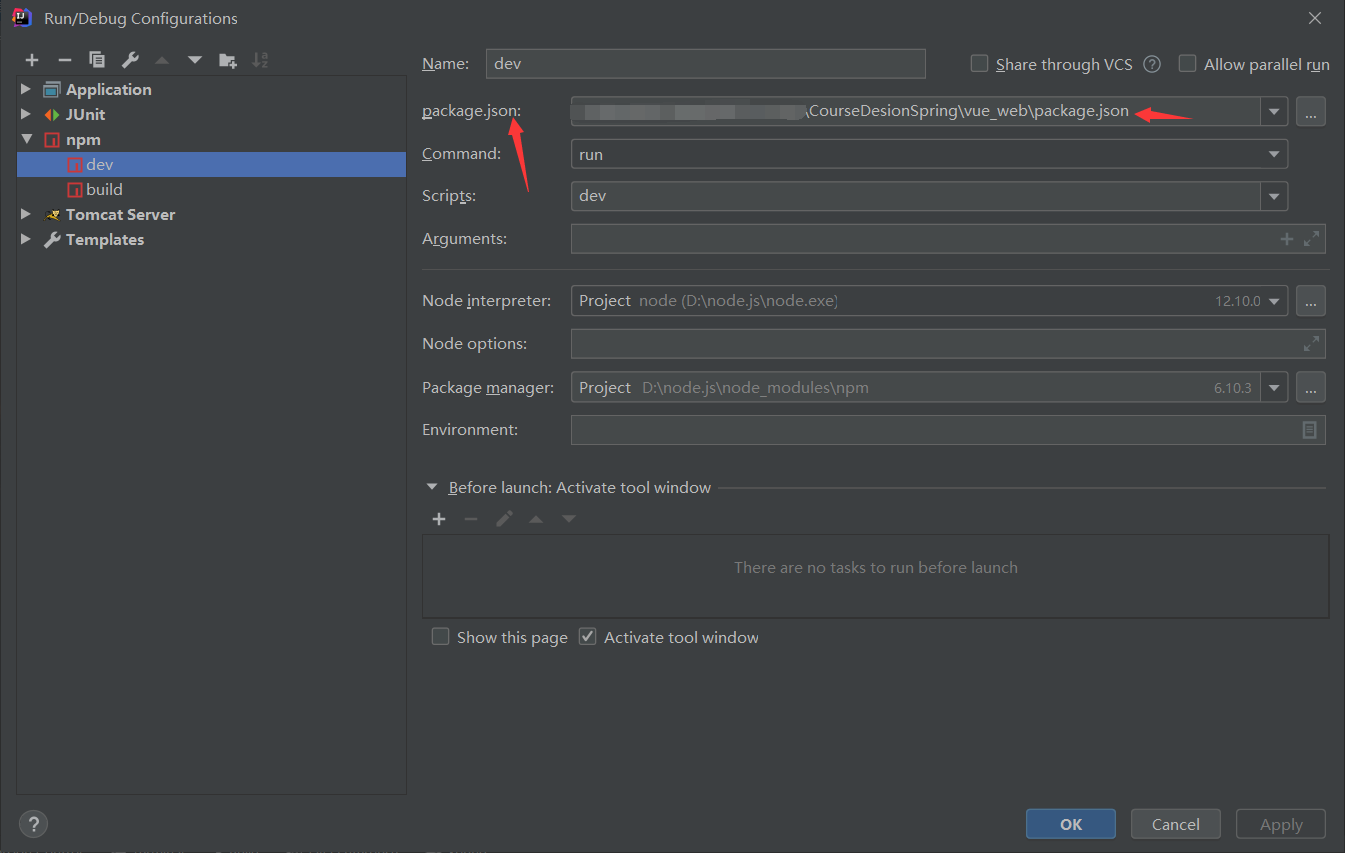 Run/Debug Configurations
Name: dev
Share through VCS ?
Allow parallel run
Application
JUnit
npm
dev
build
Tomcat Server
Templates
package.json: \CourseDesionSpring\vue_web\package.json ...
Command: run
Scripts: dev
Arguments:
Node interpreter: Project node (D:\node.js\node.exe) 12.10.0 ...
Node options:
Package manager: Project D:\node.js\node_modules\npm 6.10.3 ...
Environment:
Before launch: Activate tool window
There are no tasks to run before launch
Show this page Activate tool window
? OK Cancel Apply